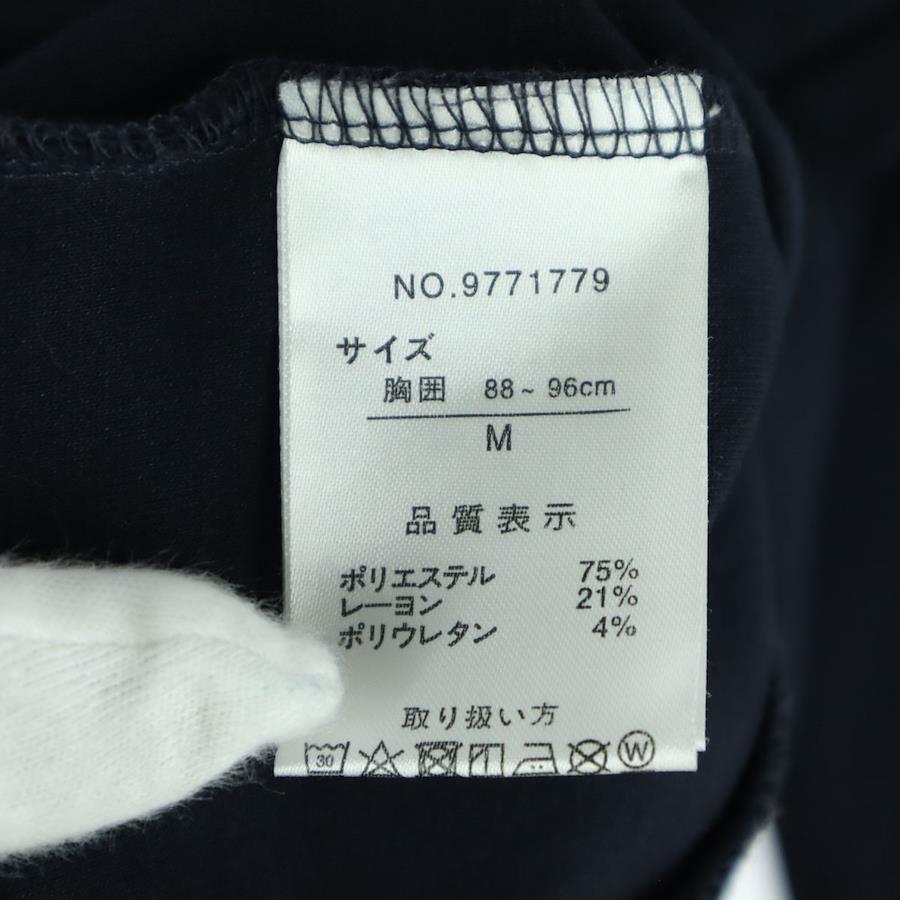 NO.9771779
サイズ
胸囲 88~96cm
M
品質表示
ポリエステル 75%
レーヨン 21%
ポリウレタン 4%
取り扱い方
30 W